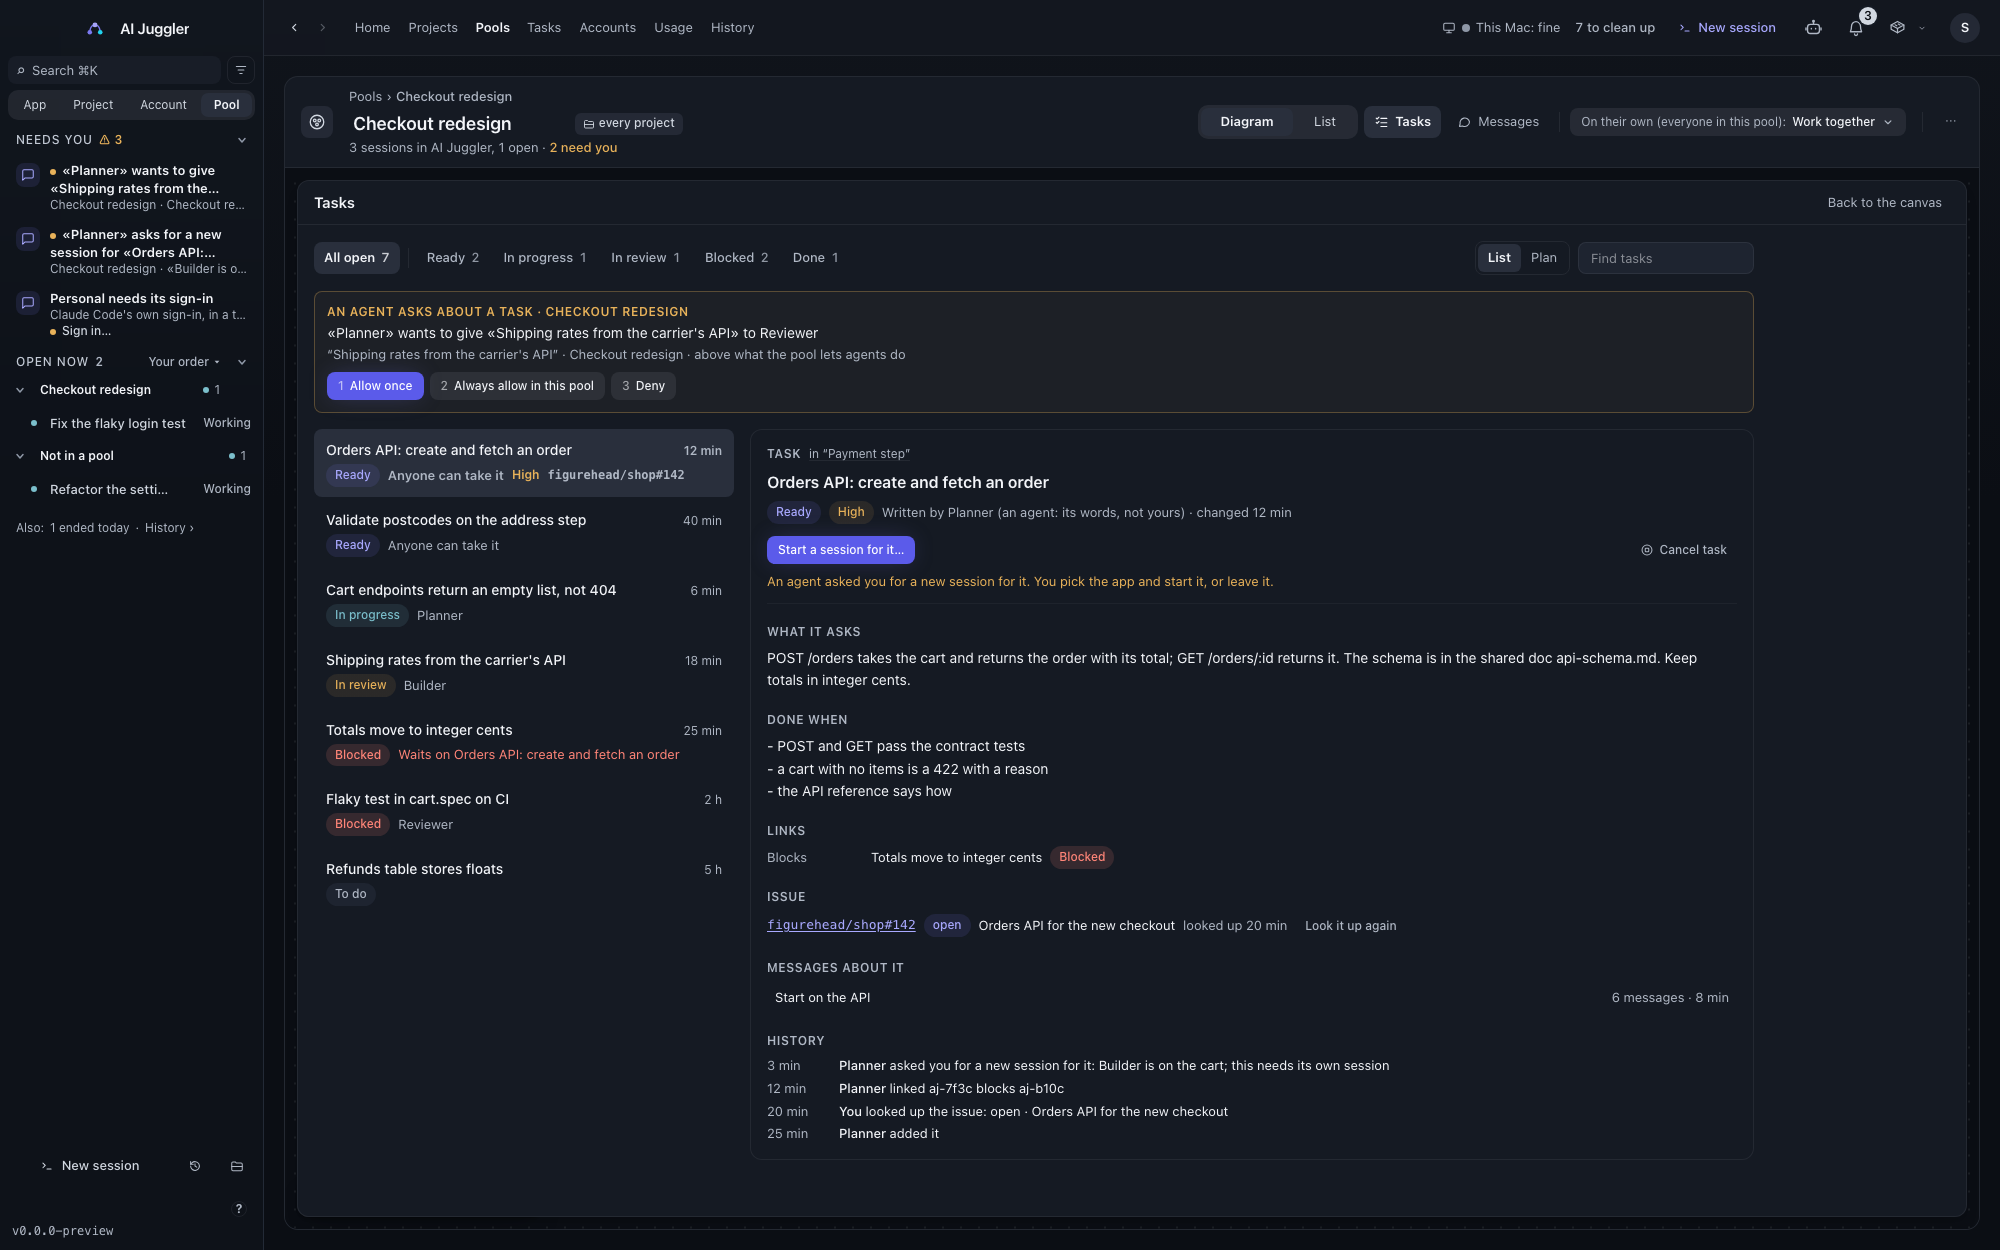 AI Juggler
Search ⌘K
App Project Account Pool
NEEDS YOU 3
«Planner» wants to give
«Shipping rates from the...
Checkout redesign · Checkout re...
«Planner» asks for a new
session for «Orders API:...
Checkout redesign · «Builder is o...
Personal needs its sign-in
Claude Code's own sign-in, in a t...
Sign in...
OPEN NOW 2 Your order
Checkout redesign 1
Fix the flaky login test Working
Not in a pool 1
Refactor the setti... Working
Also: 1 ended today · History ›
New session
?
v0.0.0-preview
Home Projects Pools Tasks Accounts Usage History
This Mac: fine 7 to clean up New session 3 S
Pools › Checkout redesign
Checkout redesign every project
3 sessions in AI Juggler, 1 open · 2 need you
Diagram List Tasks Messages On their own (everyone in this pool): Work together ...
Tasks Back to the canvas
All open 7 Ready 2 In progress 1 In review 1 Blocked 2 Done 1 List Plan Find tasks
AN AGENT ASKS ABOUT A TASK · CHECKOUT REDESIGN
«Planner» wants to give «Shipping rates from the carrier's API» to Reviewer
“Shipping rates from the carrier's API” · Checkout redesign · above what the pool lets agents do
1 Allow once 2 Always allow in this pool 3 Deny
Orders API: create and fetch an order 12 min
Ready Anyone can take it High figurehead/shop#142
Validate postcodes on the address step 40 min
Ready Anyone can take it
Cart endpoints return an empty list, not 404 6 min
In progress Planner
Shipping rates from the carrier's API 18 min
In review Builder
Totals move to integer cents 25 min
Blocked Waits on Orders API: create and fetch an order
Flaky test in cart.spec on CI 2 h
Blocked Reviewer
Refunds table stores floats 5 h
To do
TASK in “Payment step”
Orders API: create and fetch an order
Ready High Written by Planner (an agent: its words, not yours) · changed 12 min
Start a session for it... Cancel task
An agent asked you for a new session for it. You pick the app and start it, or leave it.
WHAT IT ASKS
POST /orders takes the cart and returns the order with its total; GET /orders/:id returns it. The schema is in the shared doc api-schema.md. Keep
totals in integer cents.
DONE WHEN
- POST and GET pass the contract tests
- a cart with no items is a 422 with a reason
- the API reference says how
LINKS
Blocks Totals move to integer cents Blocked
ISSUE
figurehead/shop#142 open Orders API for the new checkout looked up 20 min Look it up again
MESSAGES ABOUT IT
Start on the API 6 messages · 8 min
HISTORY
3 min Planner asked you for a new session for it: Builder is on the cart; this needs its own session
12 min Planner linked aj-7f3c blocks aj-b10c
20 min You looked up the issue: open · Orders API for the new checkout
25 min Planner added it